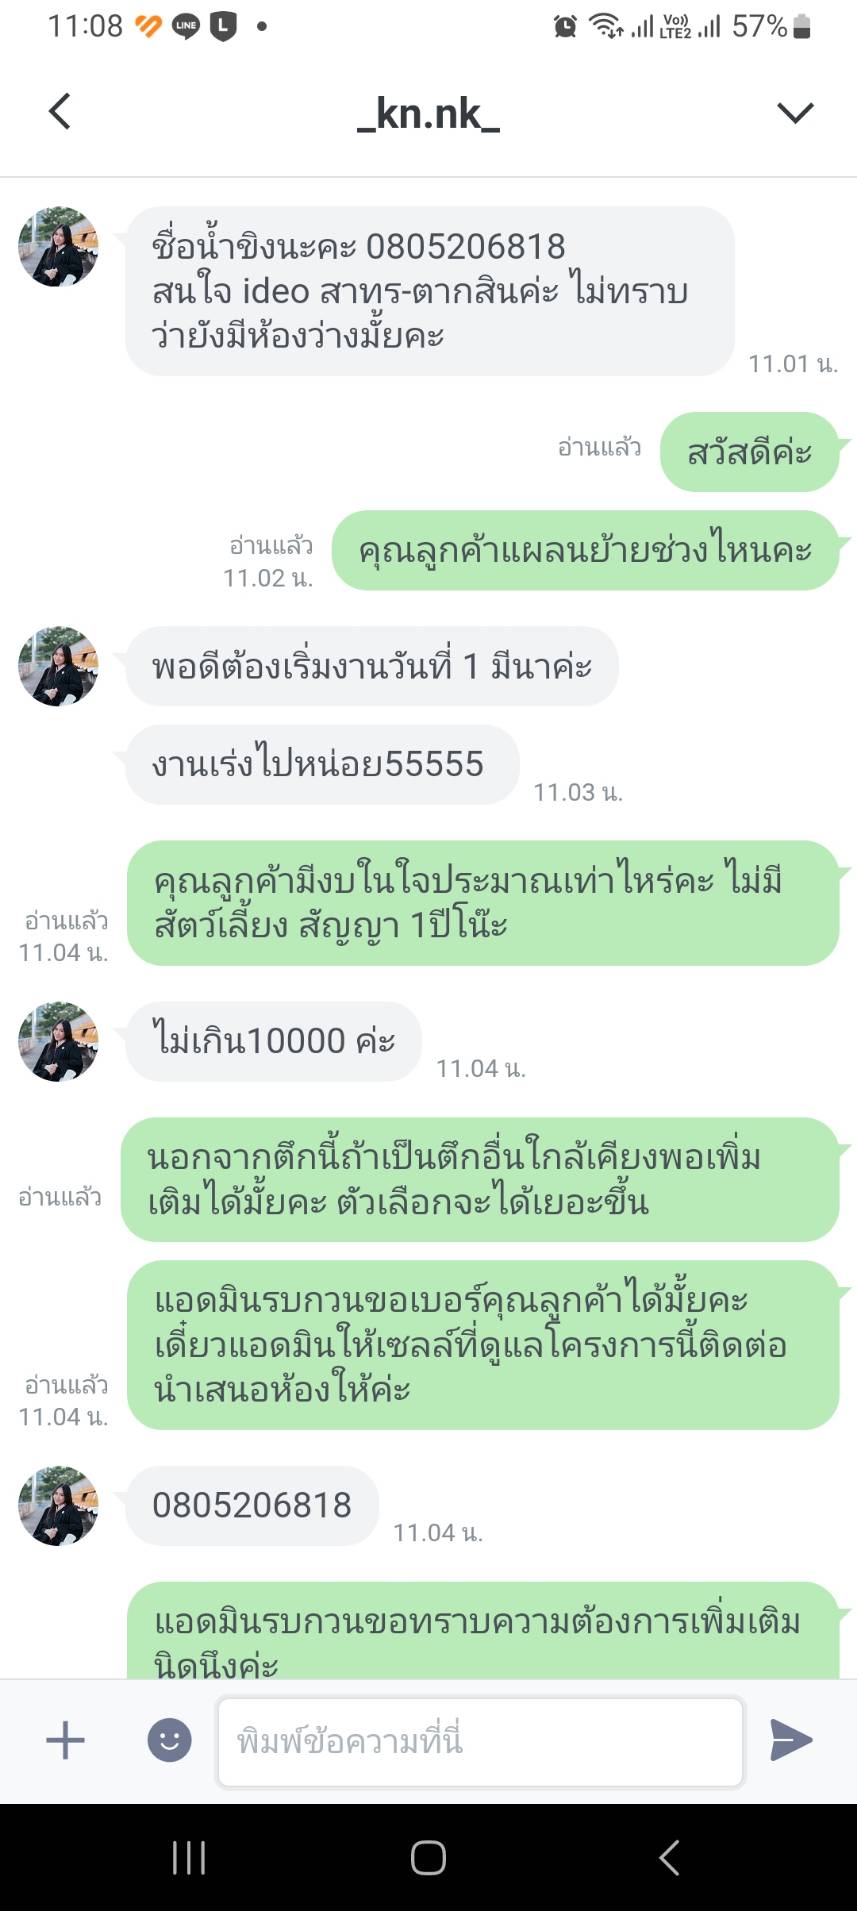 11:08
LINE
L
Vo))
LTE2
57%
_kn.nk_
ชื่อน้ำขิงนะคะ 0805206818
สนใจ ideo สาทร-ตากสินค่ะ ไม่ทราบ
ว่ายังมีห้องว่างมั้ยคะ
11.01 น.
อ่านแล้ว
สวัสดีค่ะ
อ่านแล้ว
11.02 น.
คุณลูกค้าแผลนย้ายช่วงไหนคะ
พอดีต้องเริ่มงานวันที่ 1 มีนาค่ะ
งานเร่งไปหน่อย55555
11.03 น.
คุณลูกค้ามีงบในใจประมาณเท่าไหร่คะ ไม่มี
สัตว์เลี้ยง สัญญา 1ปีโน๊ะ
อ่านแล้ว
11.04 น.
ไม่เกิน10000 ค่ะ
11.04 น.
นอกจากตึกนี้ถ้าเป็นตึกอื่นใกล้เคียงพอเพิ่ม
เติมได้มั้ยคะ ตัวเลือกจะได้เยอะขึ้น
อ่านแล้ว
แอดมินรบกวนขอเบอร์คุณลูกค้าได้มั้ยคะ
เดี๋ยวแอดมินให้เซลล์ที่ดูแลโครงการนี้ติดต่อ
นำเสนอห้องให้ค่ะ
อ่านแล้ว
11.04 น.
0805206818
11.04 น.
แอดมินรบกวนขอทราบความต้องการเพิ่มเติม
นิดนึงค่ะ
พิมพ์ข้อความที่นี่